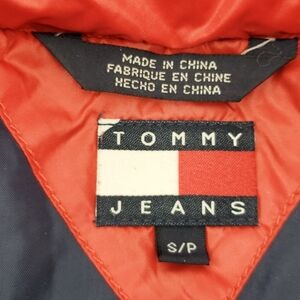 MADE IN CHINA
FABRIQUE EN CHINE
HECHO EN CHINA
TOMMY
JEANS
S/P